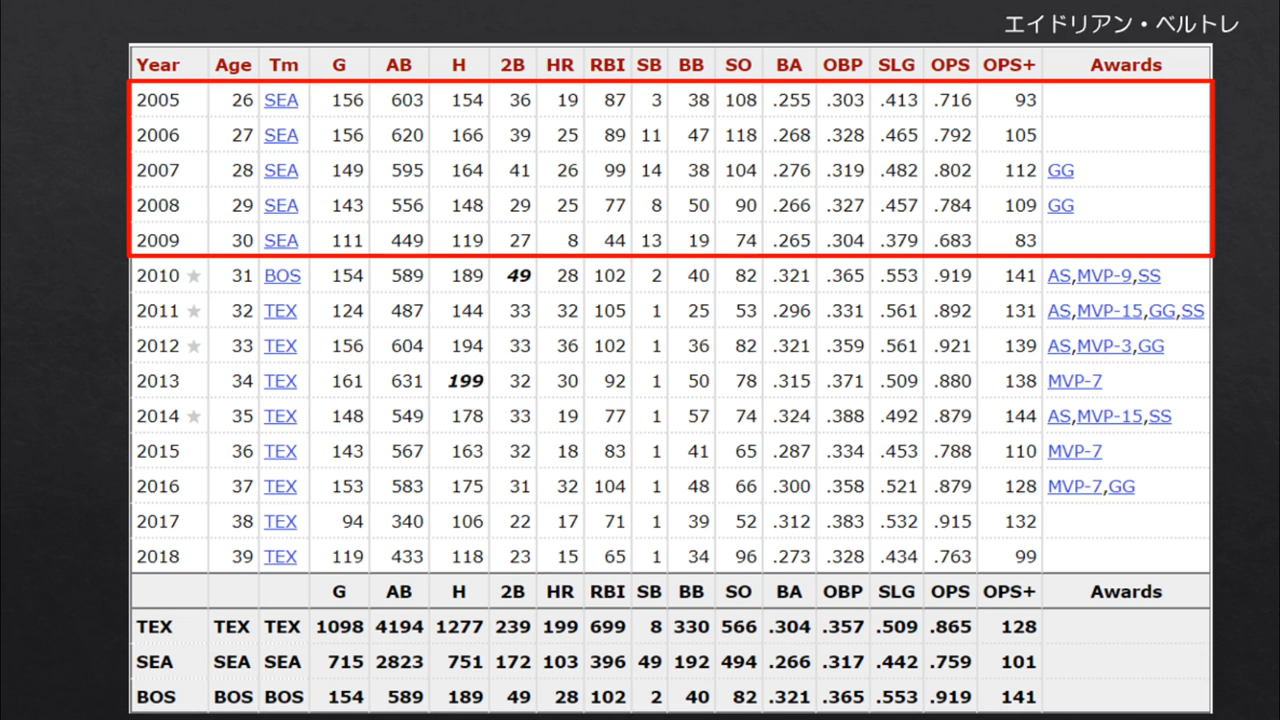 エイドリアン・ベルトレ
Year Age Tm G AB H 2B HR RBI SB BB SO BA OBP SLG OPS OPS+ Awards
2005 26 SEA 156 603 154 36 19 87 3 38 108 .255 .303 .413 .716 93
2006 27 SEA 156 620 166 39 25 89 11 47 118 .268 .328 .465 .792 105
2007 28 SEA 149 595 164 41 26 99 14 38 104 .276 .319 .482 .802 112 GG
2008 29 SEA 143 556 148 29 25 77 8 50 90 .266 .327 .457 .784 109 GG
2009 30 SEA 111 449 119 27 8 44 13 19 74 .265 .304 .379 .683 83
2010 ★ 31 BOS 154 589 189 49 28 102 2 40 82 .321 .365 .553 .919 141 AS,MVP-9,SS
2011 ★ 32 TEX 124 487 144 33 32 105 1 25 53 .296 .331 .561 .892 131 AS,MVP-15,GG,SS
2012 ★ 33 TEX 156 604 194 33 36 102 1 36 82 .321 .359 .561 .921 139 AS,MVP-3,GG
2013 34 TEX 161 631 199 32 30 92 1 50 78 .315 .371 .509 .880 138 MVP-7
2014 ★ 35 TEX 148 549 178 33 19 77 1 57 74 .324 .388 .492 .879 144 AS,MVP-15,SS
2015 36 TEX 143 567 163 32 18 83 1 41 65 .287 .334 .453 .788 110 MVP-7
2016 37 TEX 153 583 175 31 32 104 1 48 66 .300 .358 .521 .879 128 MVP-7,GG
2017 38 TEX 94 340 106 22 17 71 1 39 52 .312 .383 .532 .915 132
2018 39 TEX 119 433 118 23 15 65 1 34 96 .273 .328 .434 .763 99
G AB H 2B HR RBI SB BB SO BA OBP SLG OPS OPS+ Awards
TEX TEX TEX 1098 4194 1277 239 199 699 8 330 566 .304 .357 .509 .865 128
SEA SEA SEA 715 2823 751 172 103 396 49 192 494 .266 .317 .442 .759 101
BOS BOS BOS 154 589 189 49 28 102 2 40 82 .321 .365 .553 .919 141